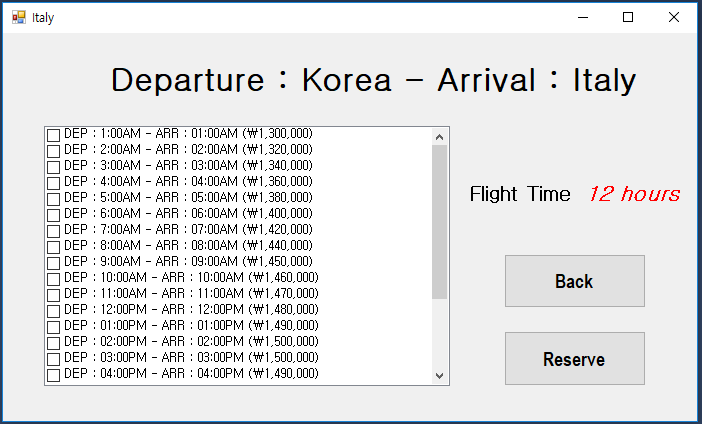 Italy
Departure : Korea - Arrival : Italy
DEP : 1:00AM - ARR : 01:00AM (₩1,300,000)
DEP : 2:00AM - ARR : 02:00AM (₩1,320,000)
DEP : 3:00AM - ARR : 03:00AM (₩1,340,000)
DEP : 4:00AM - ARR : 04:00AM (₩1,360,000)
DEP : 5:00AM - ARR : 05:00AM (₩1,380,000)
DEP : 6:00AM - ARR : 06:00AM (₩1,400,000)
DEP : 7:00AM - ARR : 07:00AM (₩1,420,000)
DEP : 8:00AM - ARR : 08:00AM (₩1,440,000)
DEP : 9:00AM - ARR : 09:00AM (₩1,450,000)
DEP : 10:00AM - ARR : 10:00AM (₩1,460,000)
DEP : 11:00AM - ARR : 11:00AM (₩1,470,000)
DEP : 12:00PM - ARR : 01:00PM (₩1,480,000)
DEP : 01:00PM - ARR : 01:00PM (₩1,490,000)
DEP : 02:00PM - ARR : 02:00PM (₩1,500,000)
DEP : 03:00PM - ARR : 03:00PM (₩1,500,000)
DEP : 04:00PM - ARR : 04:00PM (₩1,490,000)
Flight Time 12 hours
Back
Reserve